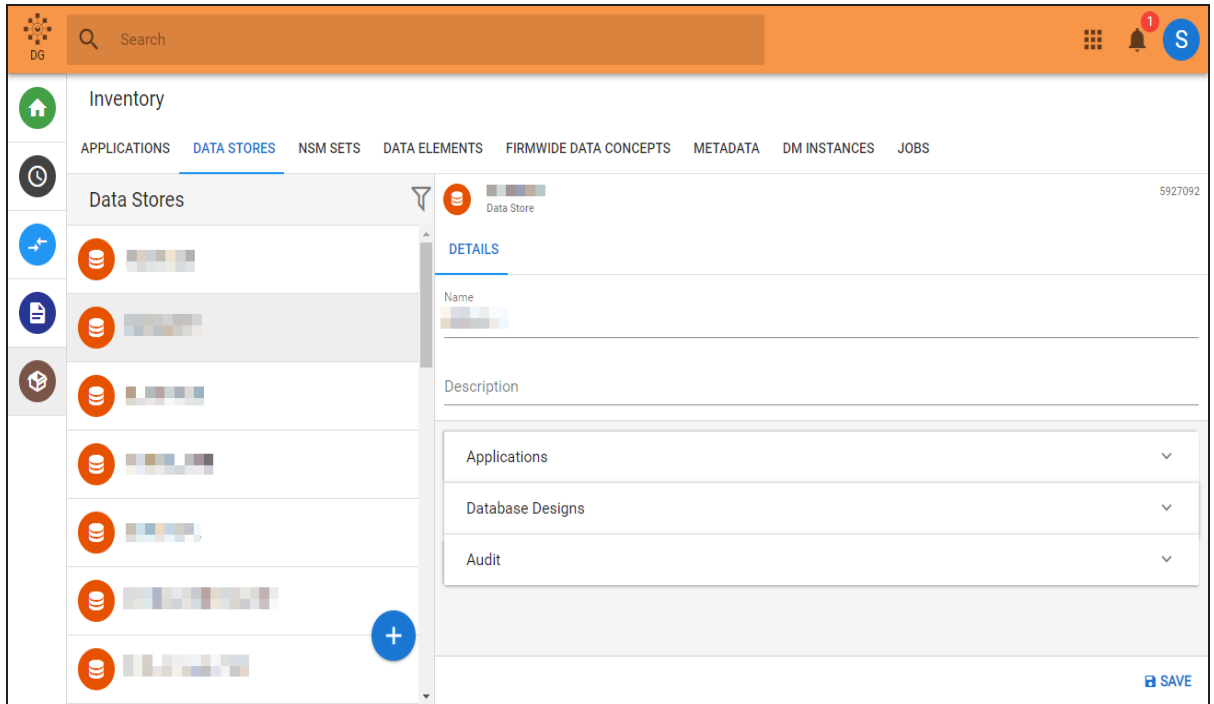 DG
Search
1
S
Inventory
APPLICATIONS DATA STORES NSM SETS DATA ELEMENTS FIRMWIDE DATA CONCEPTS METADATA DM INSTANCES JOBS
Data Stores
Data Store
5927092
DETAILS
Name
Description
Applications
Database Designs
Audit
SAVE